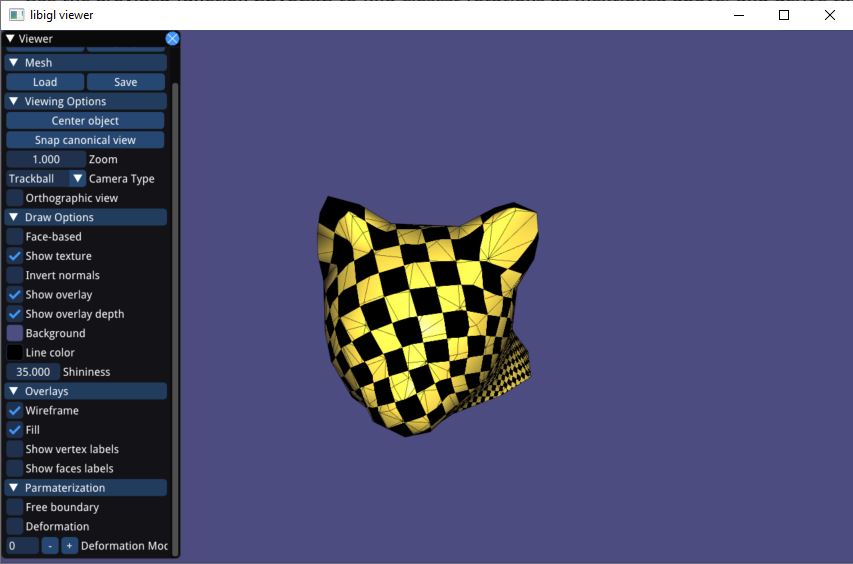 libigl viewer
Viewer
Mesh
Load Save
Viewing Options
Center object
Snap canonical view
1.000 Zoom
Trackball Camera Type
Orthographic view
Draw Options
Face-based
Show texture
Invert normals
Show overlay
Show overlay depth
Background
Line color
35.000 Shininess
Overlays
Wireframe
Fill
Show vertex labels
Show faces labels
Parmaterization
Free boundary
Deformation
0 - + Deformation Moc